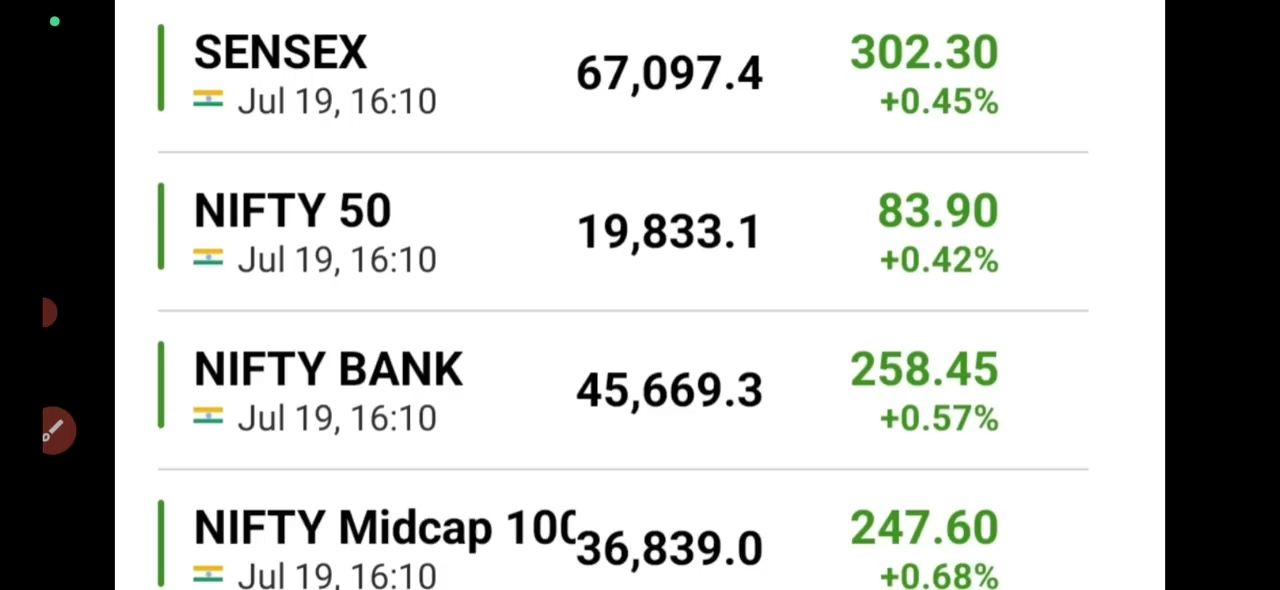 SENSEX 67,097.4 302.30
Jul 19, 16:10 +0.45%
NIFTY 50 19,833.1 83.90
Jul 19, 16:10 +0.42%
NIFTY BANK 45,669.3 258.45
Jul 19, 16:10 +0.57%
NIFTY Midcap 100 36,839.0 247.60
Jul 19, 16:10 +0.68%